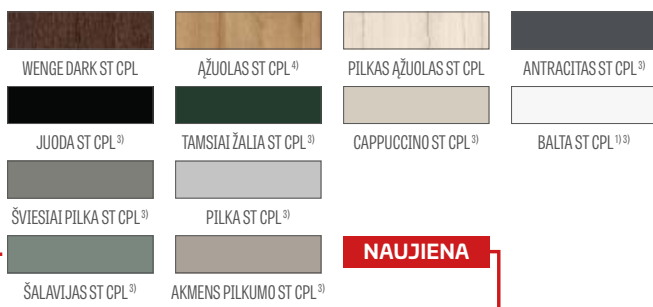 WENGE DARK ST CPL
ĄŽUOLAS ST CPL 4)
PILKAS ĄŽUOLAS ST CPL
ANTRACITAS ST CPL 3)
JUODA ST CPL 3)
TAMSIAI ŽALIA ST CPL 3)
CAPPUCCINO ST CPL 3)
BALTA ST CPL 1) 3)
ŠVIESIAI PILKA ST CPL 3)
PILKA ST CPL 3)
NAUJIENA
ŠALAVIJAS ST CPL 3)
AKMENS PILKUMO ST CPL 3)